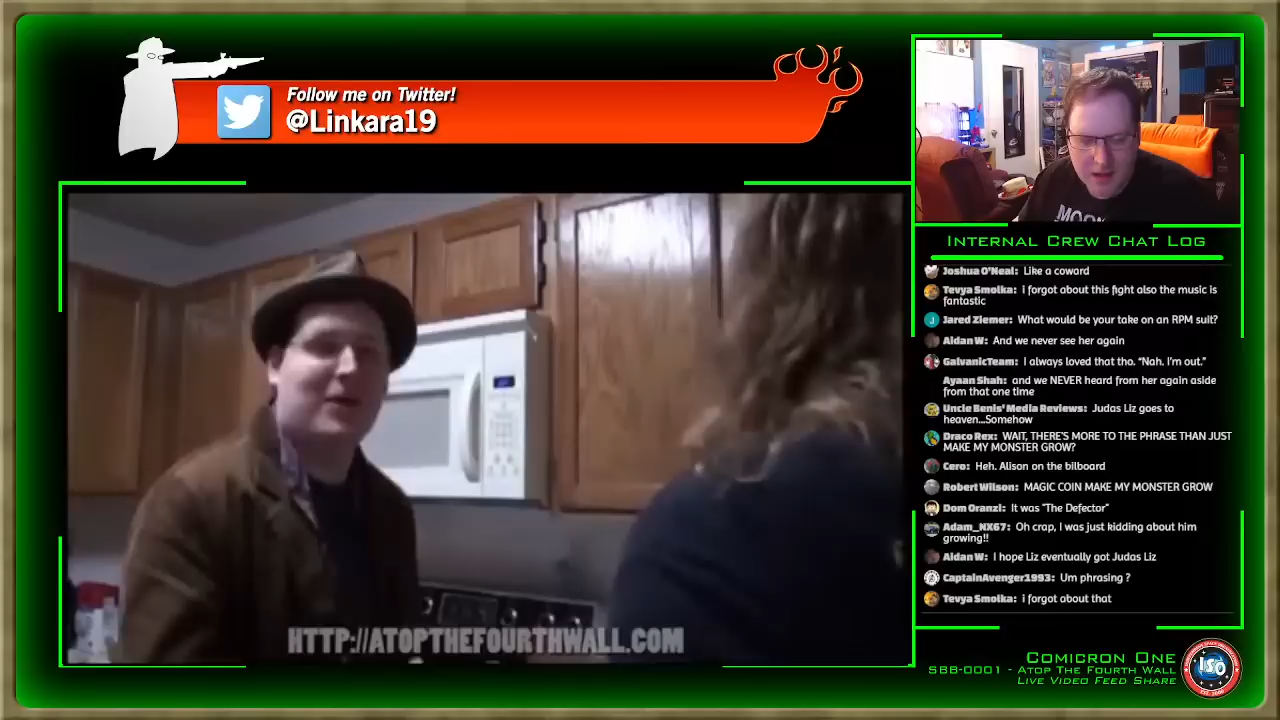 Follow me on Twitter!
@Linkara19
HTTP://ATOPTHEFOURTHWALL.COM
MOO
Internal Crew Chat Log
Joshua O'Neal: Like a coward
Tevya Smolka: i forgot about this fight also the music is
fantastic
Jared Ziemer: What would be your take on an RPM suit?
Aidan W: And we never see her again
GalvanicTeam: I always loved that tho. “Nah. I'm out.”
Ayaan Shah: and we NEVER heard from her again aside
from that one time
Uncle Benis' Media Reviews: Judas Liz goes to
heaven...Somehow
Draco Rex: WAIT, THERE'S MORE TO THE PHRASE THAN JUST
MAKE MY MONSTER GROW?
Cero: Heh. Alison on the bilboard
Robert Wilson: MAGIC COIN MAKE MY MONSTER GROW
Dom Oranzi: It was "The Defector"
Adam_NX67: Oh crap, I was just kidding about him
growing!!
Aidan W: I hope Liz eventually got Judas Liz
CaptainAvenger1993: Um phrasing ?
Tevya Smolka: i forgot about that
Comicron One
SBB-0001 - Atop The Fourth Wall
Live Video Feed Share
ISO